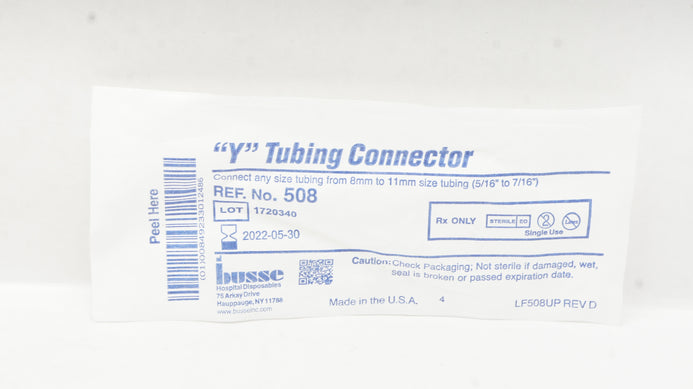 Peel Here
(01)00849233012486
“Y” Tubing Connector
Connect any size tubing from 8mm to 11mm size tubing (5/16" to 7/16")
REF. No. 508
LOT 1720340
2022-05-30
Rx ONLY STERILE EO 2 Latex
Single Use
busse
Hospital Disposables
75 Arkay Drive
Hauppauge, NY 11788
www.busseinc.com
Caution: Check Packaging; Not sterile if damaged, wet,
seal is broken or passed expiration date.
Made in the U.S.A. 4 LF508UP REV D